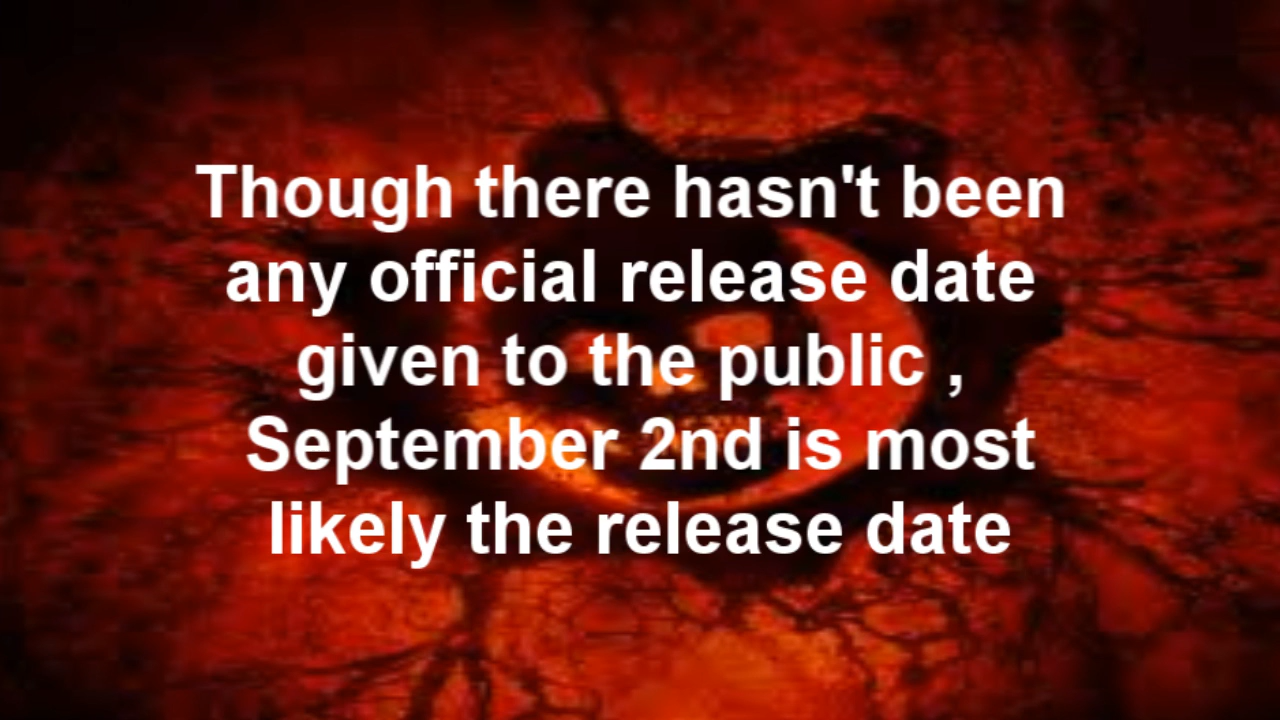 Though there hasn't been
any official release date
given to the public ,
September 2nd is most
likely the release date